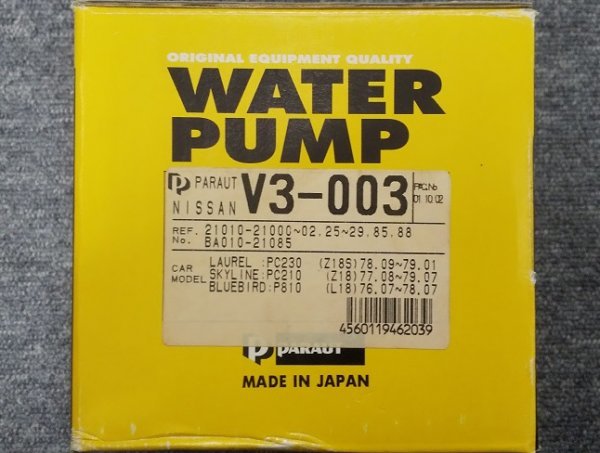 ORIGINAL EQUIPMENT QUALITY
WATER
PUMP
PARAUT
NISSAN
V3-003
PAC.No
01.10.02
REF. No. 21010-21000~02.25~29.85.88
BA010-21085
CAR MODEL
LAUREL :PC230 (Z18S)78.09~79.01
SKYLINE:PC210 (Z18)77.08~79.07
BLUEBIRD:P810 (L18)76.07~78.07
4560119462039
PARAUT
MADE IN JAPAN